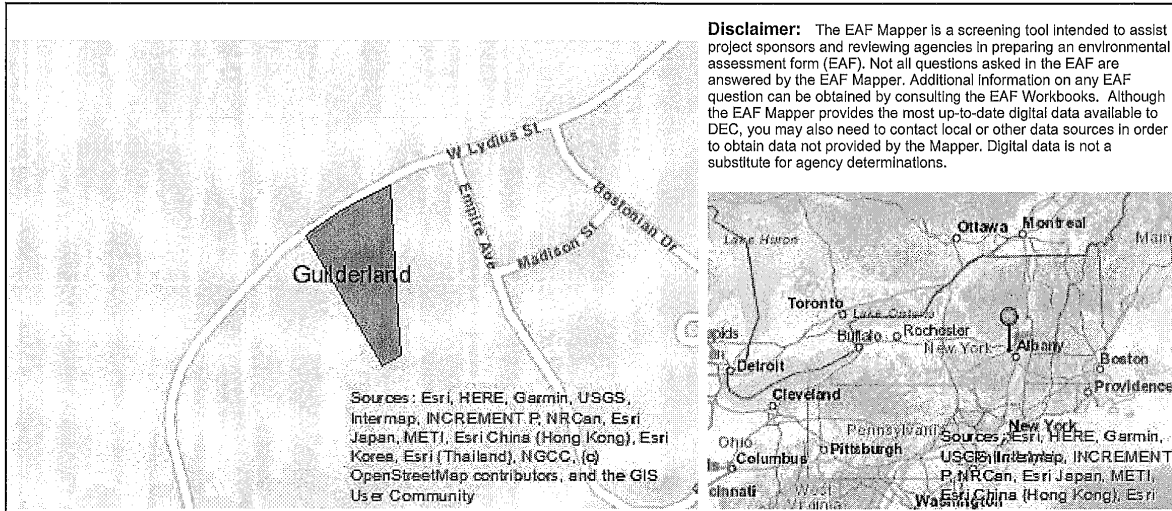 Disclaimer: The EAF Mapper is a screening tool intended to assist
project sponsors and reviewing agencies in preparing an environmental
assessment form (EAF). Not all questions asked in the EAF are
answered by the EAF Mapper. Additional information on any EAF
question can be obtained by consulting the EAF Workbooks. Although
the EAF Mapper provides the most up-to-date digital data available to
DEC, you may also need to contact local or other data sources in order
to obtain data not provided by the Mapper. Digital data is not a
substitute for agency determinations.
W Lydius St
Empire Ave
Madison St
Bostonian Dr
Guilderland
Sources: Esri, HERE, Garmin, USGS,
Intermap, INCREMENT P, NRCan, Esri
Japan, METI, Esri China (Hong Kong), Esri
Korea, Esri (Thailand), NGCC, (c)
OpenStreetMap contributors, and the GIS
User Community
Ottawa
Montreal
Main
Lake Huron
Toronto
Lake Ontario
Rochester
Buffalo
New York
Albany
Boston
Detroit
Providence
Cleveland
Pennsylvani
New York
Ohio
Pittsburgh
Columbus
cinnati
West
Washington
Sources: Esri, HERE, Garmin,
USGS, Intermap, INCREMENT
P, NRCan, Esri Japan, METI,
Esri China (Hong Kong), Esri